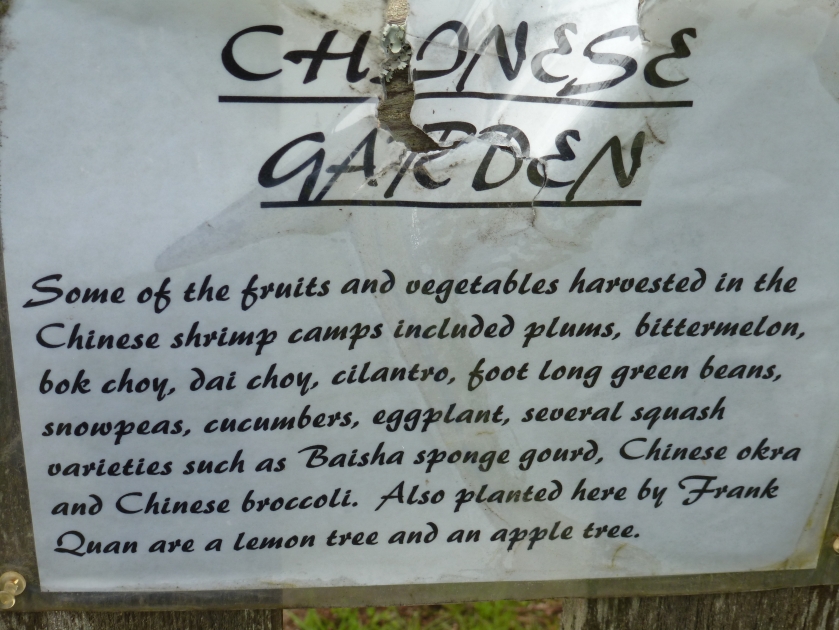 CHINESE
GARDEN
Some of the fruits and vegetables harvested in the
Chinese shrimp camps included plums, bittermelon,
bok choy, dai choy, cilantro, foot long green beans,
snowpeas, cucumbers, eggplant, several squash
varieties such as Baisha sponge gourd, Chinese okra
and Chinese broccoli. Also planted here by Frank
Quan are a lemon tree and an apple tree.